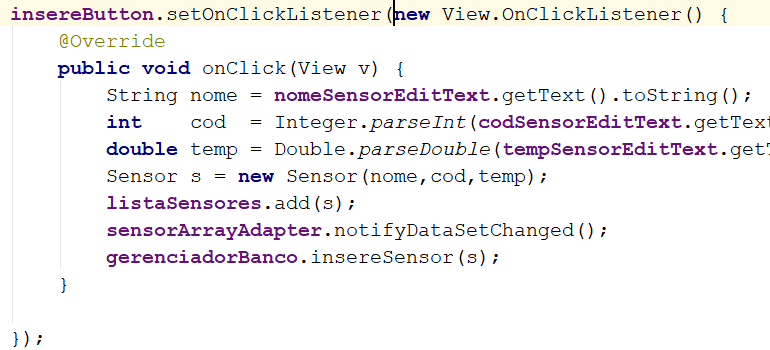 insereButton.setOnClickListener(new View.OnClickListener() {
@Override
public void onClick(View v) {
String nome = nomeSensorEditText.getText().toString();
int cod = Integer.parseInt(codSensorEditText.getText
double temp = Double.parseDouble(tempSensorEditText.get
Sensor s = new Sensor(nome,cod,temp);
listaSensores.add(s);
sensorArrayAdapter.notifyDataSetChanged();
gerenciadorBanco.insereSensor(s);
}
});